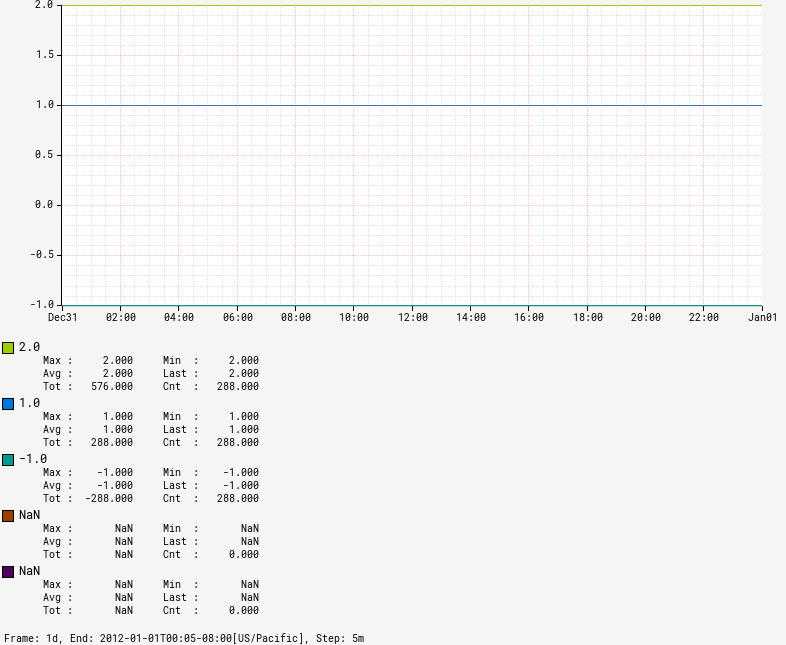 2.0
1.5
1.0
0.5
0.0
-0.5
-1.0
Dec31 02:00 04:00 06:00 08:00 10:00 12:00 14:00 16:00 18:00 20:00 22:00 Jan01
2.0
Max : 2.000 Min : 2.000
Avg : 2.000 Last : 2.000
Tot : 576.000 Cnt : 288.000
1.0
Max : 1.000 Min : 1.000
Avg : 1.000 Last : 1.000
Tot : 288.000 Cnt : 288.000
-1.0
Max : -1.000 Min : -1.000
Avg : -1.000 Last : -1.000
Tot : -288.000 Cnt : 288.000
NaN
Max : NaN Min : NaN
Avg : NaN Last : NaN
Tot : NaN Cnt : 0.000
NaN
Max : NaN Min : NaN
Avg : NaN Last : NaN
Tot : NaN Cnt : 0.000
Frame: 1d, End: 2012-01-01T00:05-08:00[US/Pacific], Step: 5m